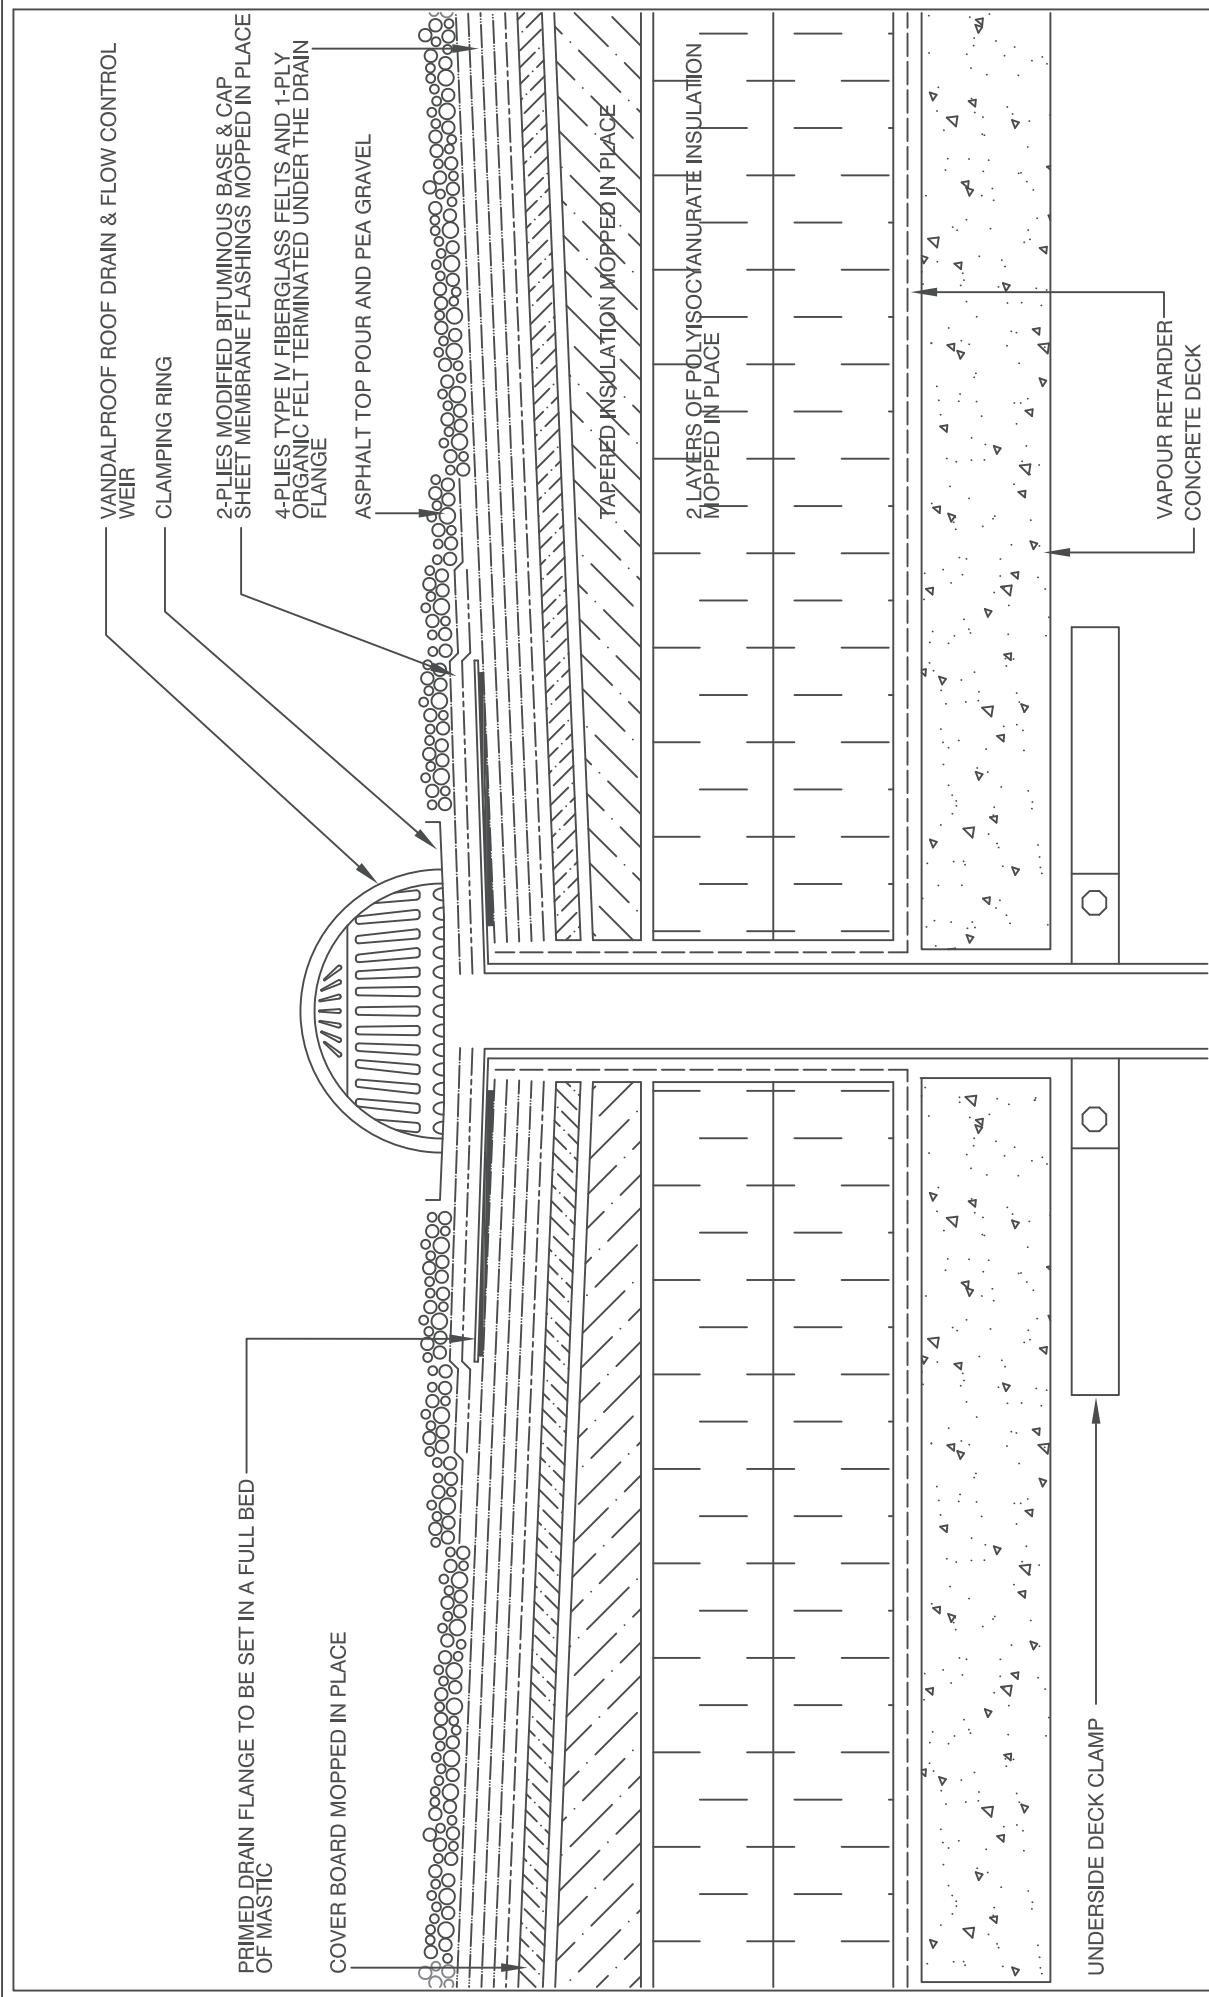 VANDALPROOF ROOF DRAIN & FLOW CONTROL
WEIR
CLAMPING RING
2-PLIES MODIFIED BITUMINOUS BASE & CAP
SHEET MEMBRANE FLASHINGS MOPPED IN PLACE
4-PLIES TYPE IV FIBERGLASS FELTS AND 1-PLY
ORGANIC FELT TERMINATED UNDER THE DRAIN
FLANGE
ASPHALT TOP POUR AND PEA GRAVEL
PRIMED DRAIN FLANGE TO BE SET IN A FULL BED
OF MASTIC
COVER BOARD MOPPED IN PLACE
TAPERED INSULATION MOPPED IN PLACE
2 LAYERS OF POLYISOCYANURATE INSULATION
MOPPED IN PLACE
VAPOUR RETARDER
CONCRETE DECK
UNDERSIDE DECK CLAMP